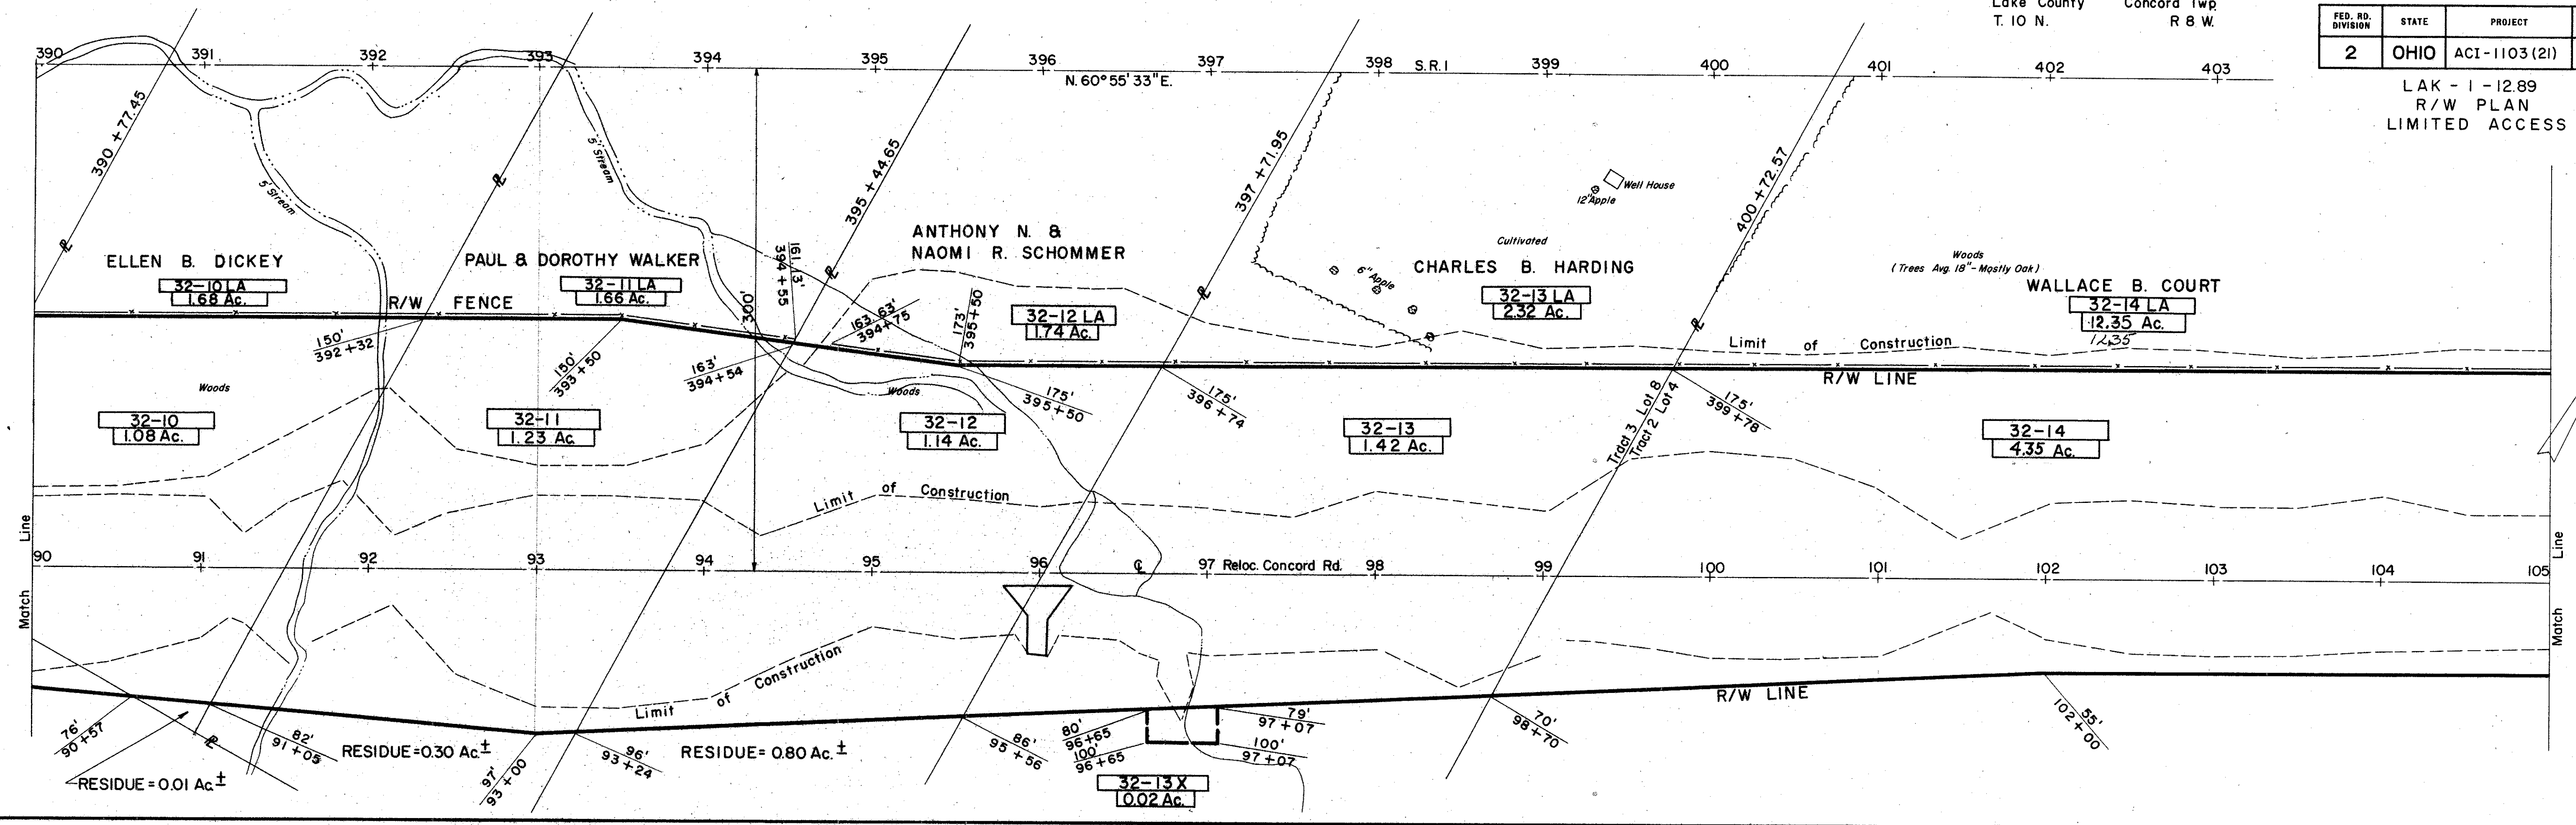 Lake County Concord Twp.
T. 10 N. R 8 W.
FED. RD. DIVISION STATE PROJECT
2 OHIO ACI-1103(21)
LAK - 1 - 12.89
R/W PLAN
LIMITED ACCESS
390 391 392 393 394 395 396 397 398 S.R.1 399 400 401 402 403
N. 60° 55' 33" E.
390 + 77.45
395 + 44.65
397 + 71.95
400 + 72.57
5' Stream
5' Stream
Well House
12" Apple
Cultivated
6" Apple
Woods
(Trees Avg. 18" - Mostly Oak)
ELLEN B. DICKEY
32-10 LA
1.68 Ac.
PAUL & DOROTHY WALKER
32-11 LA
1.66 Ac.
ANTHONY N. &
NAOMI R. SCHOMMER
32-12 LA
1.74 Ac.
CHARLES B. HARDING
32-13 LA
2.32 Ac.
WALLACE B. COURT
32-14 LA
12.35 Ac.
12.35
R/W FENCE
300'
161.13'
394 + 55
163.63'
394+75
173'
395+50
150'
392+32
150'
393+50
163'
394+54
175'
395+50
175'
396+74
175'
399+78
Limit of Construction
R/W LINE
Woods
Woods
Tract 3 Lot 8
Tract 2 Lot 4
32-10
1.08 Ac.
32-11
1.23 Ac.
32-12
1.14 Ac.
32-13
1.42 Ac.
32-14
4.35 Ac.
Limit of Construction
Match Line
Match Line
90 91 92 93 94 95 96 ℄ 97 Reloc. Concord Rd. 98 99 100 101 102 103 104 105
Limit of Construction
R/W LINE
76'
90+57
82'
91+05
97'
93+00
96'
93+24
86'
95+56
80'
96+65
100'
96+65
79'
97+07
100'
97+07
70'
98+70
55'
102+00
RESIDUE = 0.01 Ac.±
RESIDUE = 0.30 Ac.±
RESIDUE = 0.80 Ac.±
32-13 X
0.02 Ac.